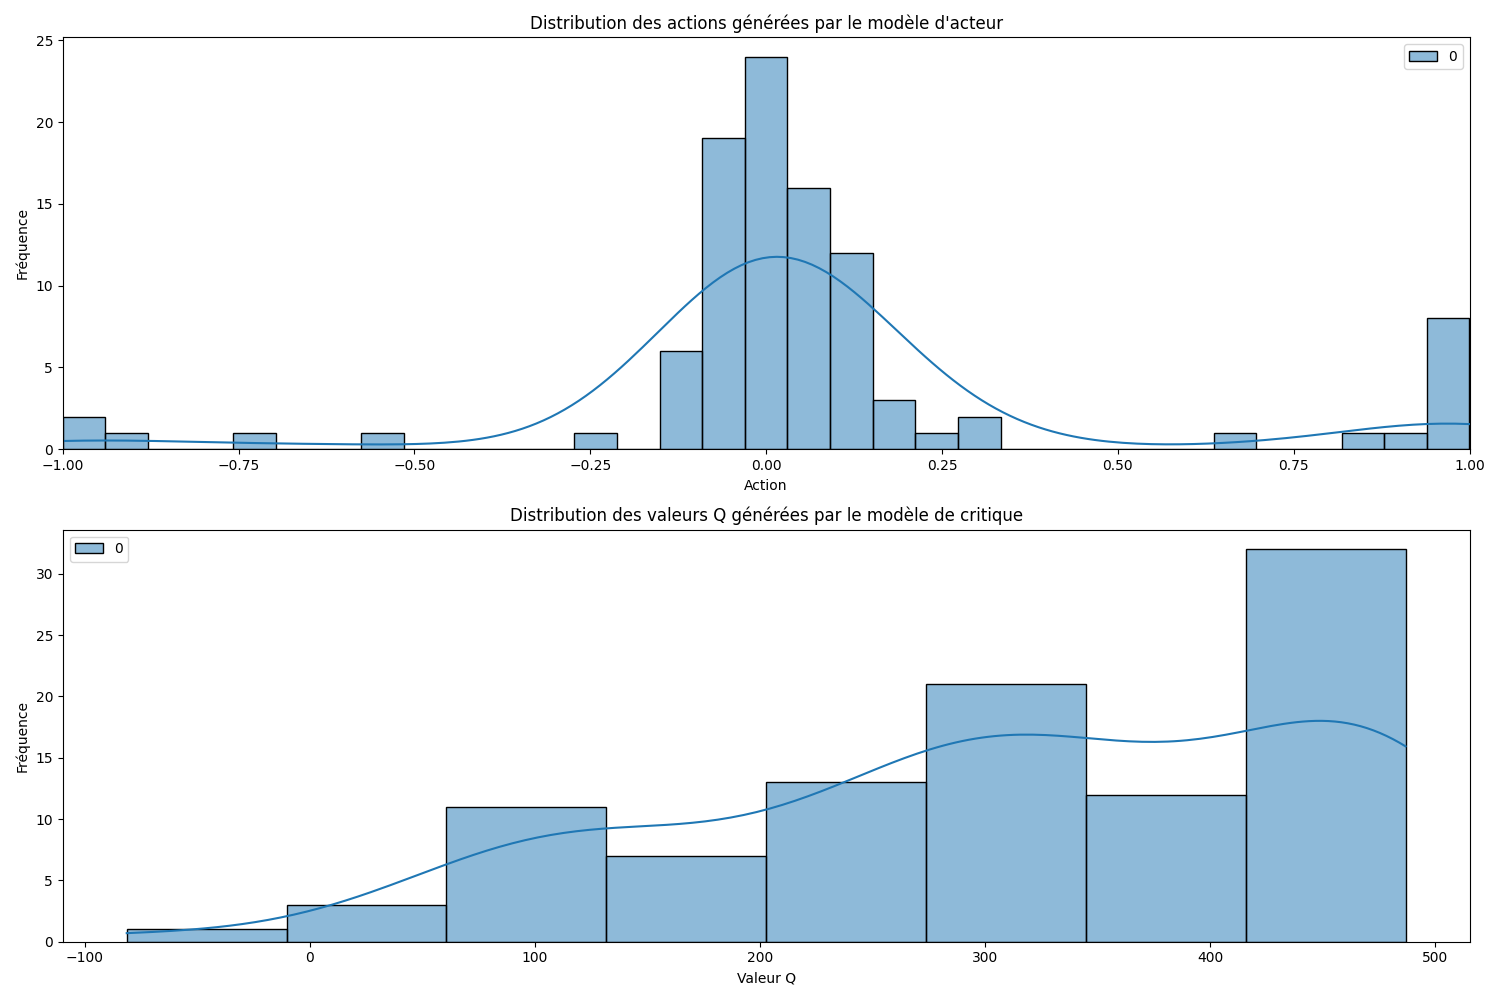 Distribution des actions générées par le modèle d'acteur
25
20
15
10
5
0
Fréquence
0
−1.00 −0.75 −0.50 −0.25 0.00 0.25 0.50 0.75 1.00
Action
Distribution des valeurs Q générées par le modèle de critique
30
25
20
15
10
5
0
Fréquence
0
−100 0 100 200 300 400 500
Valeur Q